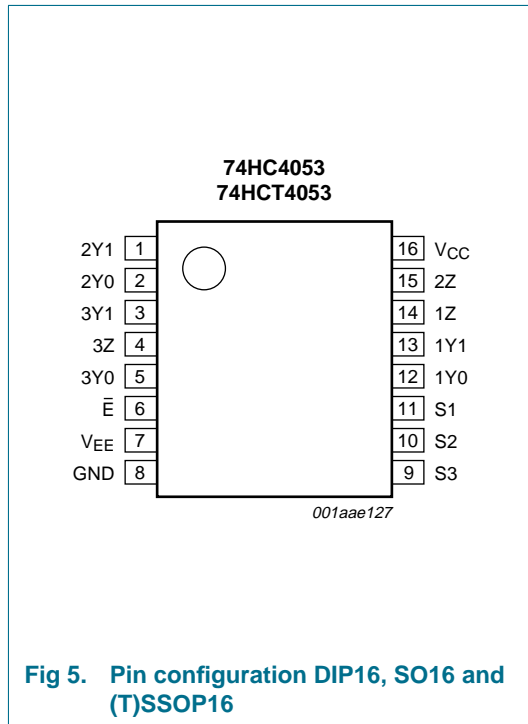 74HC4053
74HCT4053
2Y1 1 16 VCC
2Y0 2 15 2Z
3Y1 3 14 1Z
3Z 4 13 1Y1
3Y0 5 12 1Y0
E̅ 6 11 S1
VEE 7 10 S2
GND 8 9 S3
001aae127
Fig 5. Pin configuration DIP16, SO16 and
(T)SSOP16